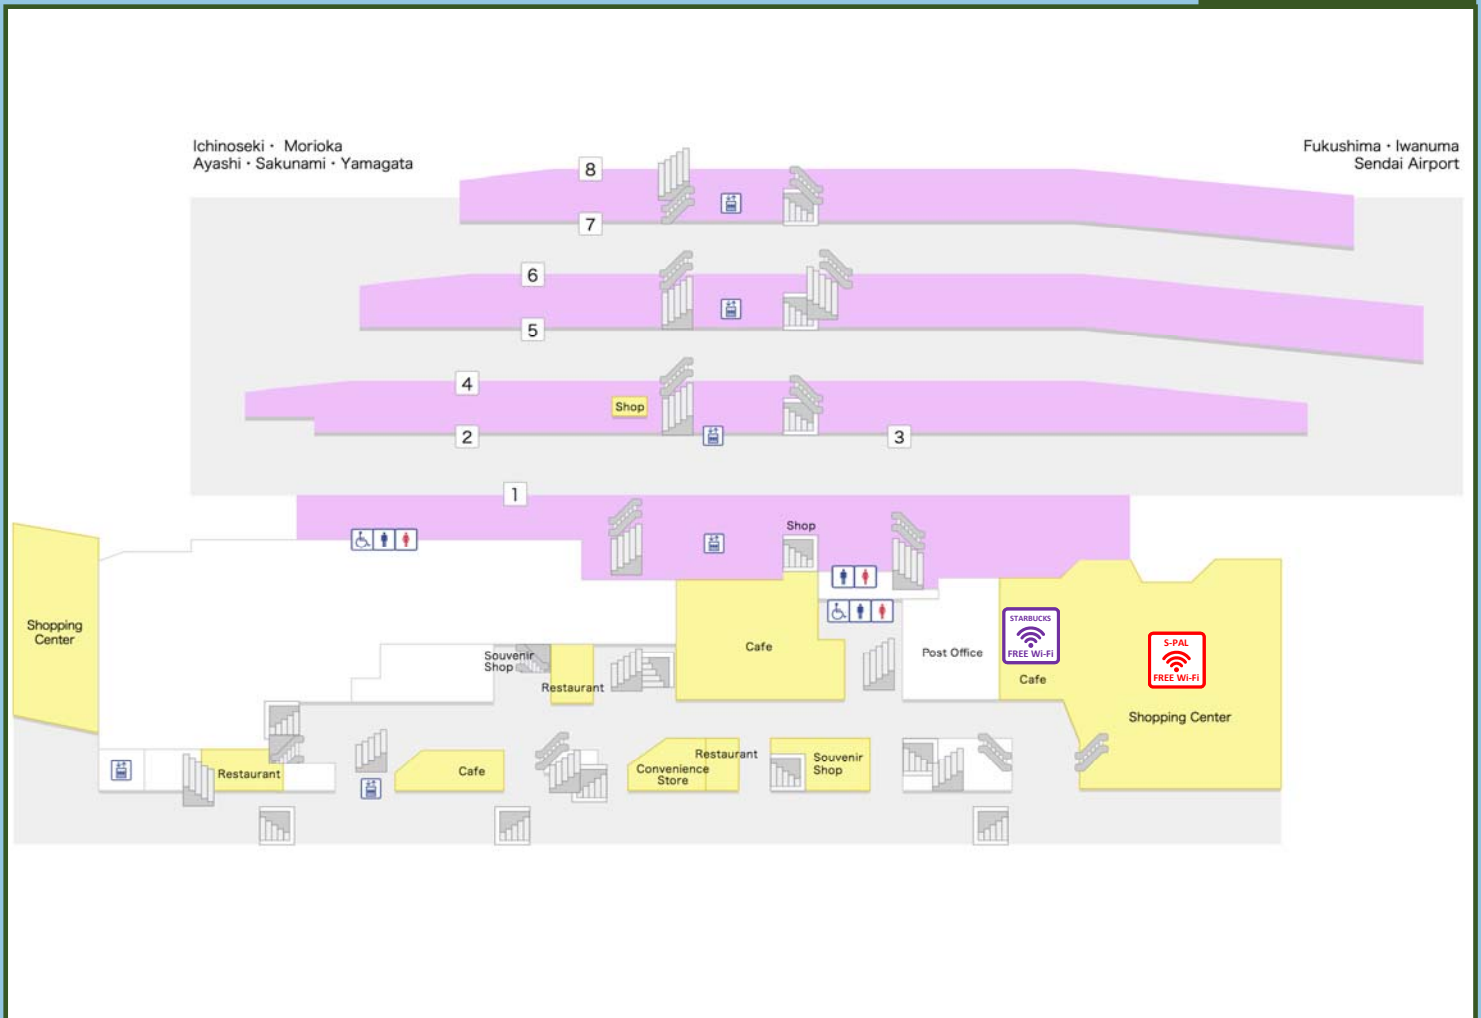 Ichinoseki・ Morioka
Ayashi・Sakunami・Yamagata
Fukushima・Iwanuma
Sendai Airport
8
7
6
5
4
Shop
2
3
1
Shop
Shopping
Center
Souvenir
Shop
Restaurant
Cafe
Post Office
STARBUCKS
FREE Wi-Fi
Cafe
S-PAL
FREE Wi-Fi
Shopping Center
Restaurant
Cafe
Convenience
Store
Restaurant
Souvenir
Shop